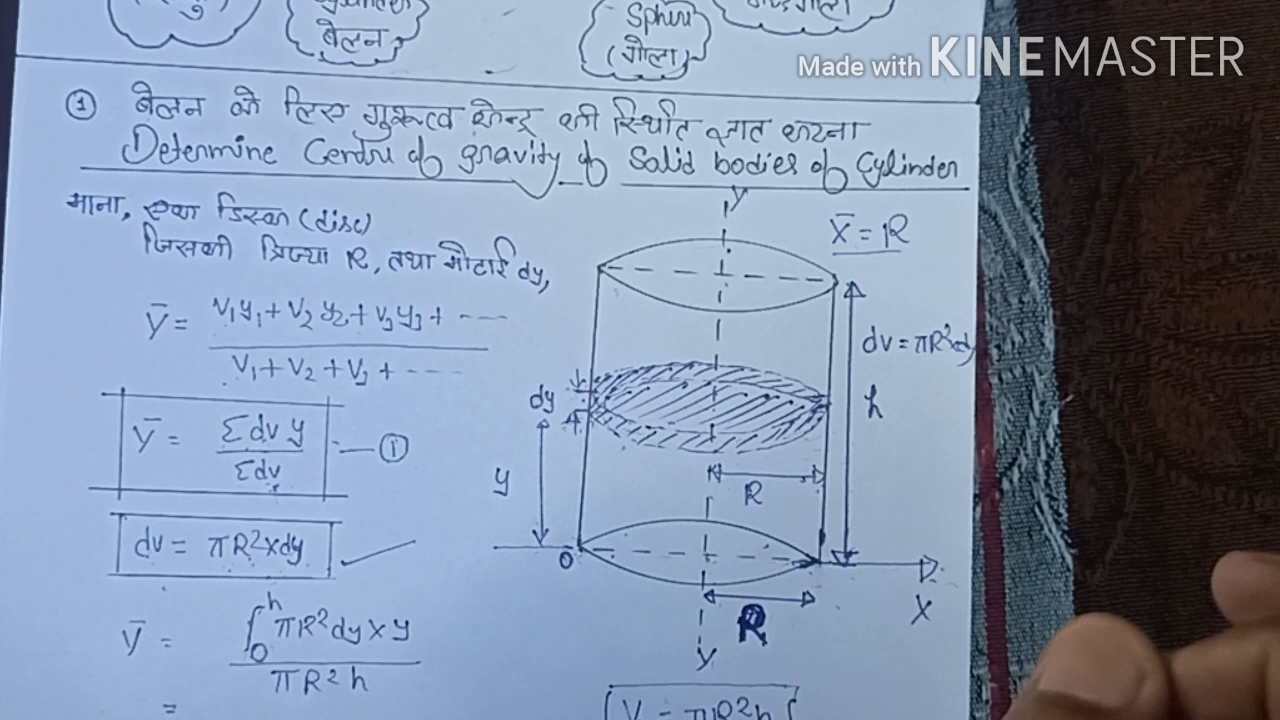 बेलन
Sphere
(गोला)
Made with KINEMASTER
① बेलन के लिए गुरूत्व केन्द्र की स्थिति ज्ञात करना
Determine Centre of gravity of Solid bodies of Cylinder
माना, एक डिस्क (disc)
जिसकी त्रिज्या R, तथा मोटाई dy,
ȳ = V₁y₁ + V₂y₂ + V₃y₃ + ----
V₁ + V₂ + V₃ + ----
ȳ = Σdv y / Σdv — ①
dv = πR²xdy
ȳ = ∫₀ʰ πR²dy x y
πR²h
=
Y
x̄ = R
dv = πR²dy
dy
h
y
R
O
X
R
Y
V = πR²h